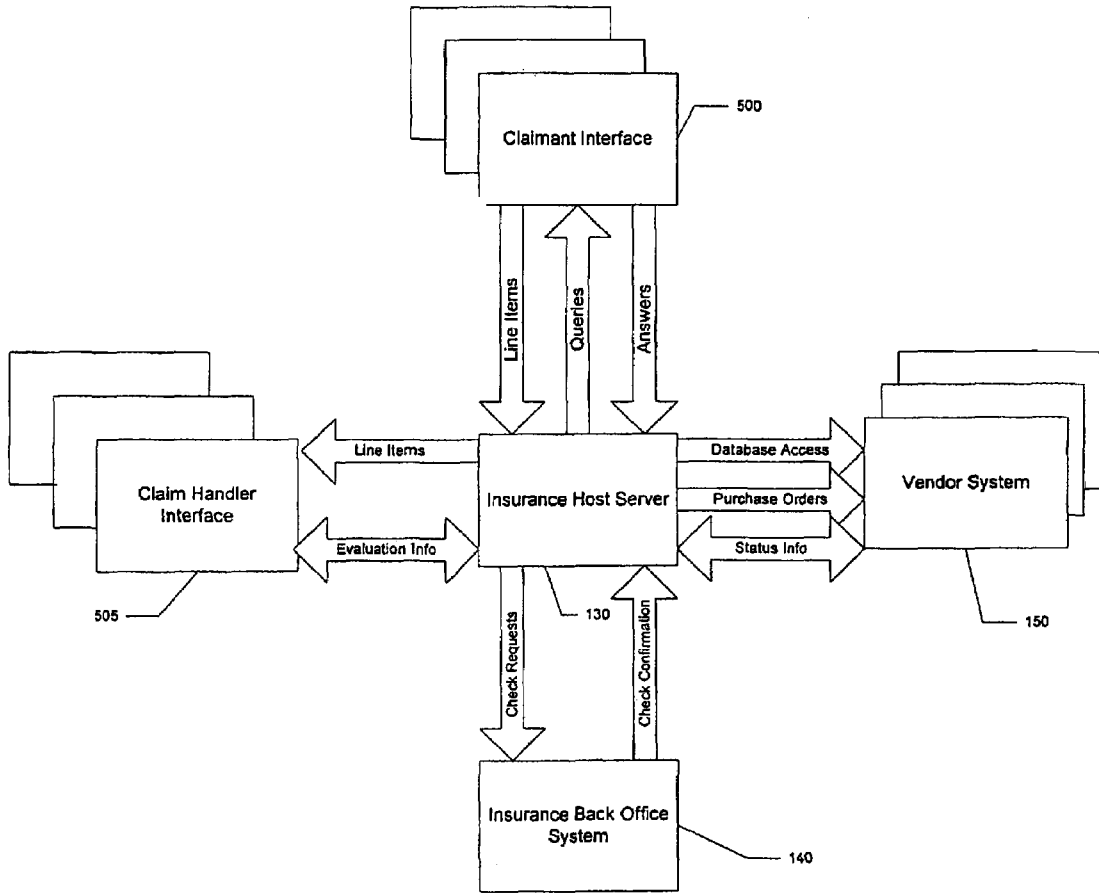 500
Claimant Interface
Line Items
Queries
Answers
Line Items
Database Access
Claim Handler
Interface
Insurance Host Server
Vendor System
Purchase Orders
Evaluation Info
Status Info
505
130
150
Check Requests
Check Confirmation
Insurance Back Office
System
140